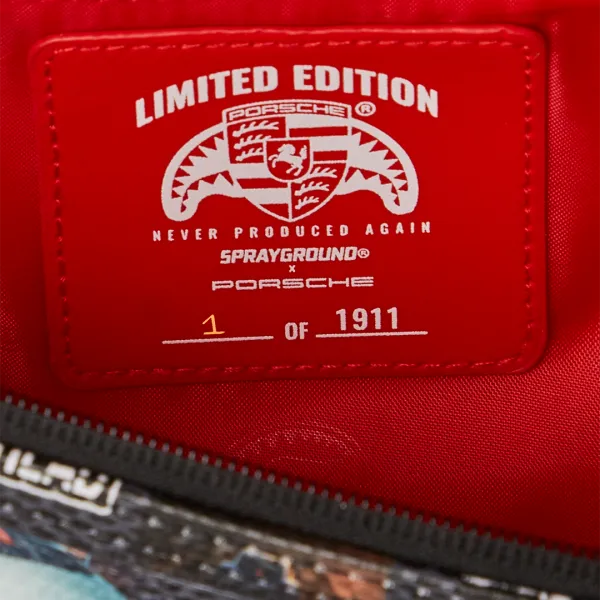 LIMITED EDITION
PORSCHE ®
NEVER PRODUCED AGAIN
SPRAYGROUND®
x
PORSCHE
1 OF 1911